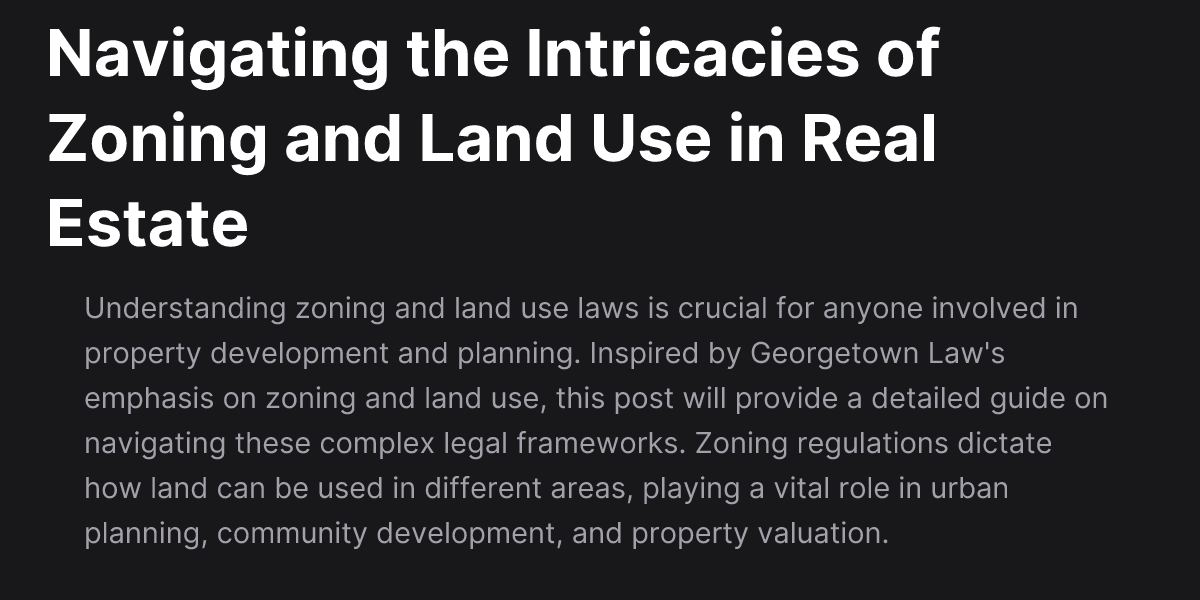 Navigating the Intricacies of
Zoning and Land Use in Real
Estate
Understanding zoning and land use laws is crucial for anyone involved in
property development and planning. Inspired by Georgetown Law's
emphasis on zoning and land use, this post will provide a detailed guide on
navigating these complex legal frameworks. Zoning regulations dictate
how land can be used in different areas, playing a vital role in urban
planning, community development, and property valuation.